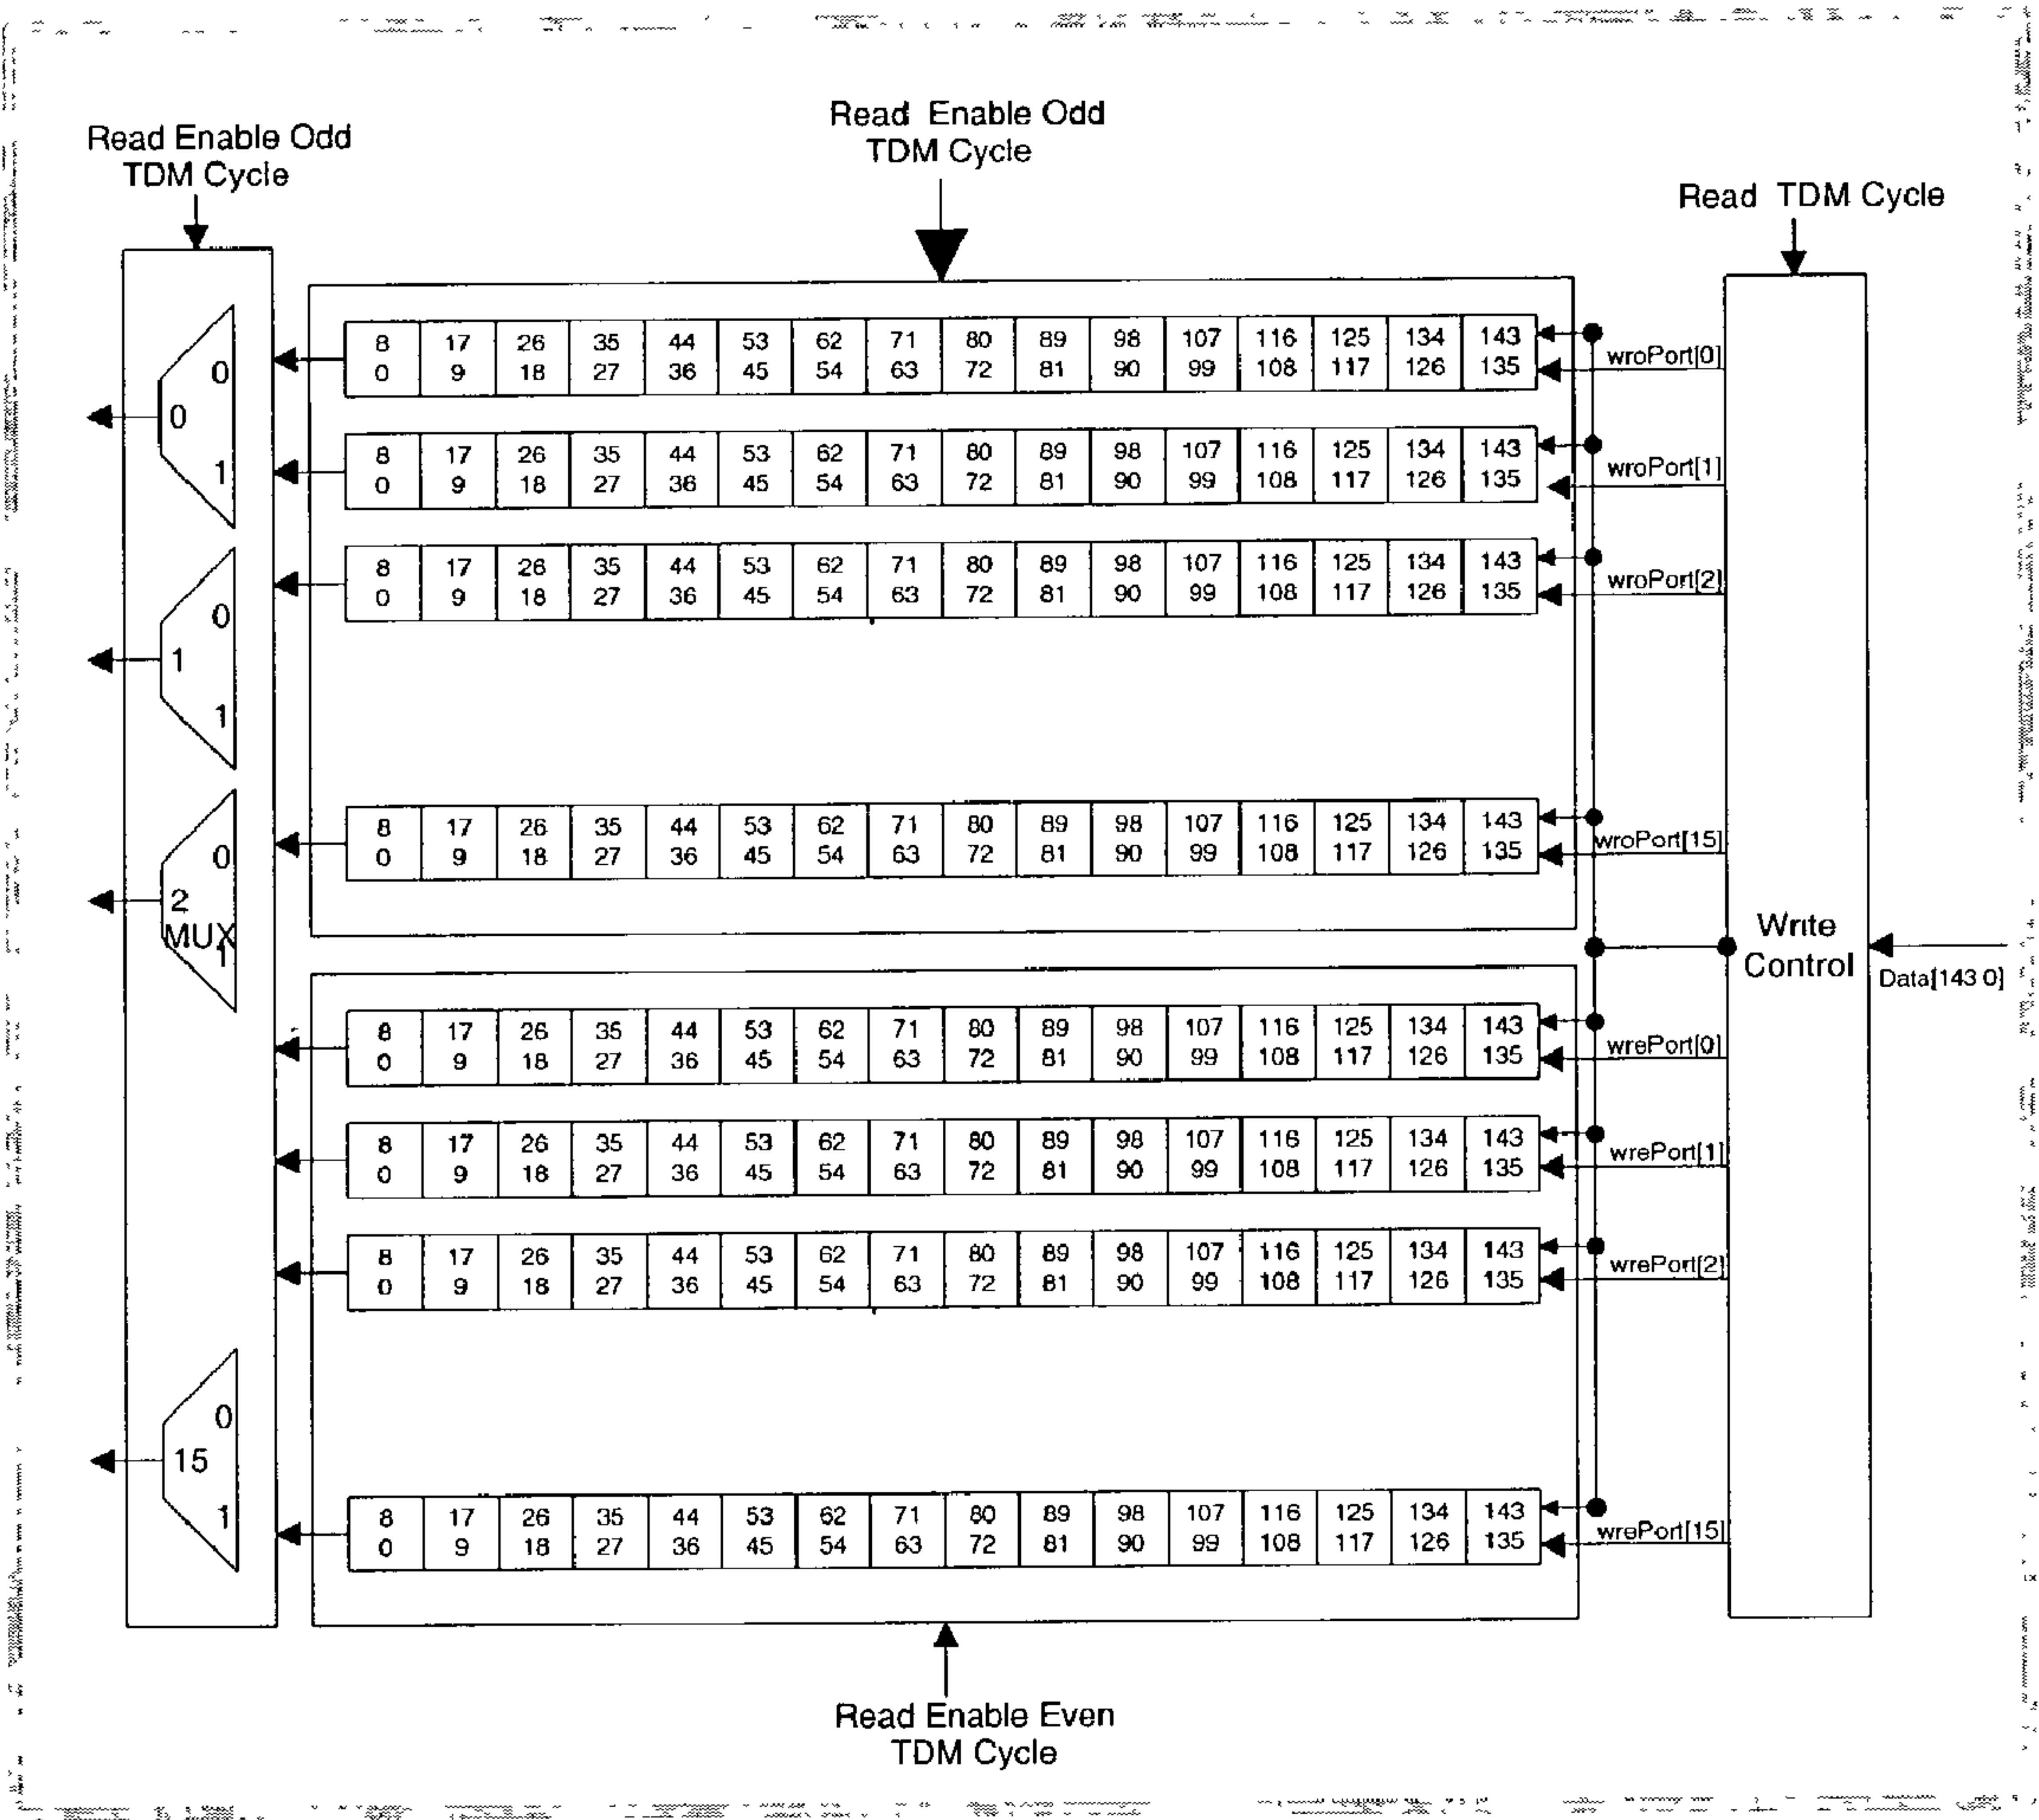 Read Enable Odd
TDM Cycle
Read Enable Odd
TDM Cycle
Read TDM Cycle
0
0
1
0
1
1
0
2
MUX
1
0
15
1
8 17 26 35 44 53 62 71 80 89 98 107 116 125 134 143
0 9 18 27 36 45 54 63 72 81 90 99 108 117 126 135
wroPort[0]
8 17 26 35 44 53 62 71 80 89 98 107 116 125 134 143
0 9 18 27 36 45 54 63 72 81 90 99 108 117 126 135
wroPort[1]
8 17 26 35 44 53 62 71 80 89 98 107 116 125 134 143
0 9 18 27 36 45 54 63 72 81 90 99 108 117 126 135
wroPort[2]
8 17 26 35 44 53 62 71 80 89 98 107 116 125 134 143
0 9 18 27 36 45 54 63 72 81 90 99 108 117 126 135
wroPort[15]
8 17 26 35 44 53 62 71 80 89 98 107 116 125 134 143
0 9 18 27 36 45 54 63 72 81 90 99 108 117 126 135
wrePort[0]
8 17 26 35 44 53 62 71 80 89 98 107 116 125 134 143
0 9 18 27 36 45 54 63 72 81 90 99 108 117 126 135
wrePort[1]
8 17 26 35 44 53 62 71 80 89 98 107 116 125 134 143
0 9 18 27 36 45 54 63 72 81 90 99 108 117 126 135
wrePort[2]
8 17 26 35 44 53 62 71 80 89 98 107 116 125 134 143
0 9 18 27 36 45 54 63 72 81 90 99 108 117 126 135
wrePort[15]
Write
Control
Data[143 0]
Read Enable Even
TDM Cycle